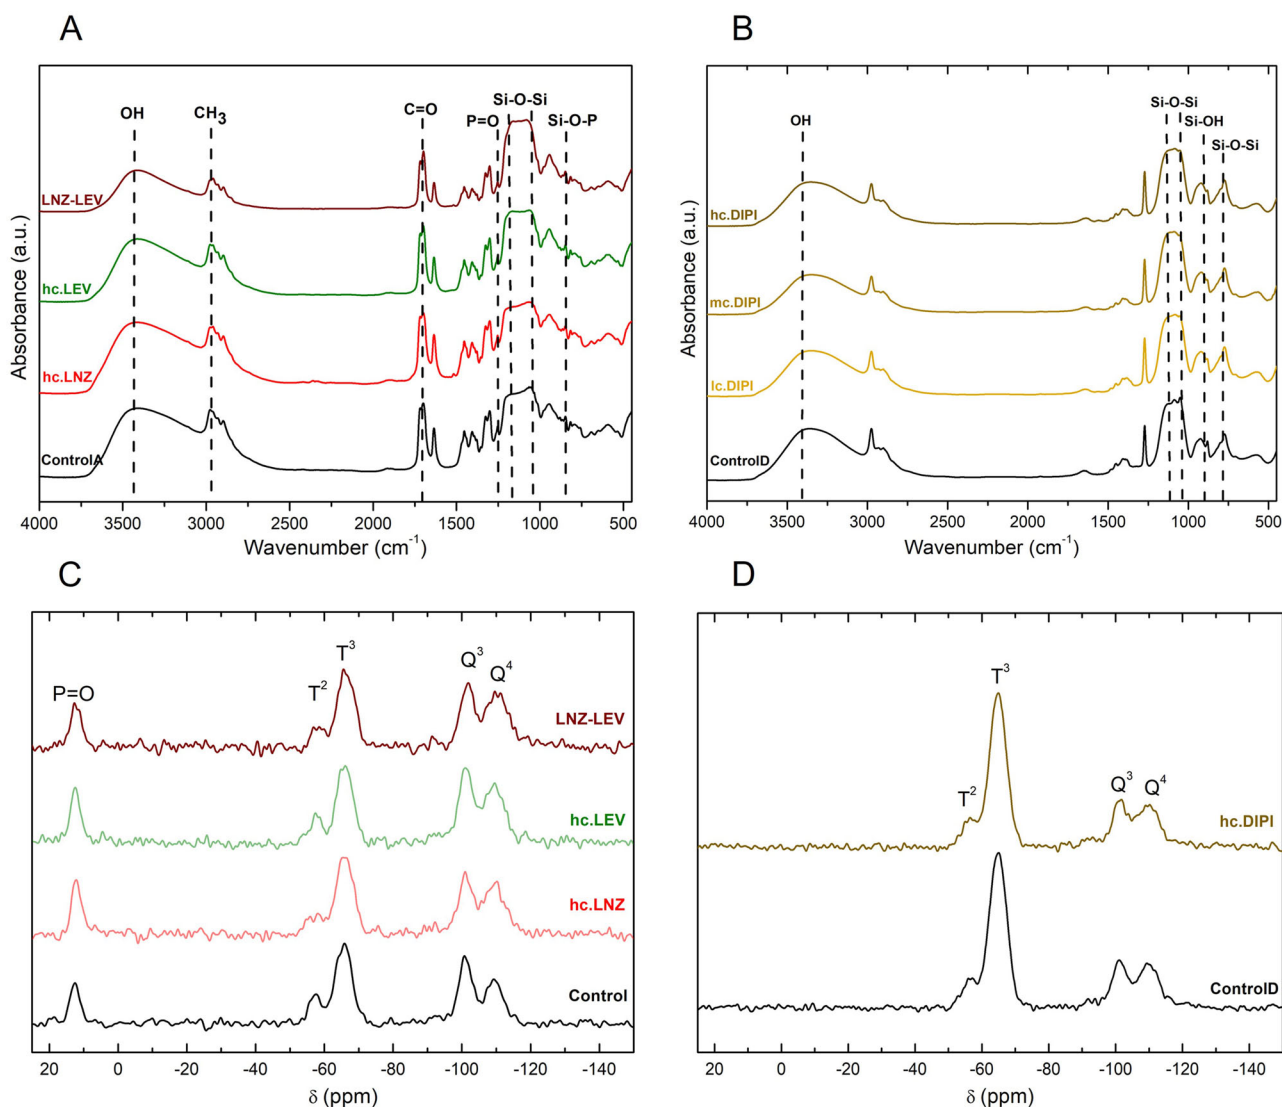 A
OH
CH3
C=O
P=O
Si-O-Si
Si-O-P
LNZ-LEV
hc.LEV
hc.LNZ
ControlA
Absorbance (a.u.)
4000 3500 3000 2500 2000 1500 1000 500
Wavenumber (cm-1)
B
OH
Si-O-Si
Si-OH
Si-O-Si
hc.DIPI
mc.DIPI
lc.DIPI
ControlD
Absorbance (a.u.)
4000 3500 3000 2500 2000 1500 1000 500
Wavenumber (cm-1)
C
P=O
T2
T3
Q3
Q4
LNZ-LEV
hc.LEV
hc.LNZ
Control
20 0 -20 -40 -60 -80 -100 -120 -140
δ (ppm)
D
T2
T3
Q3
Q4
hc.DIPI
ControlD
20 0 -20 -40 -60 -80 -100 -120 -140
δ (ppm)